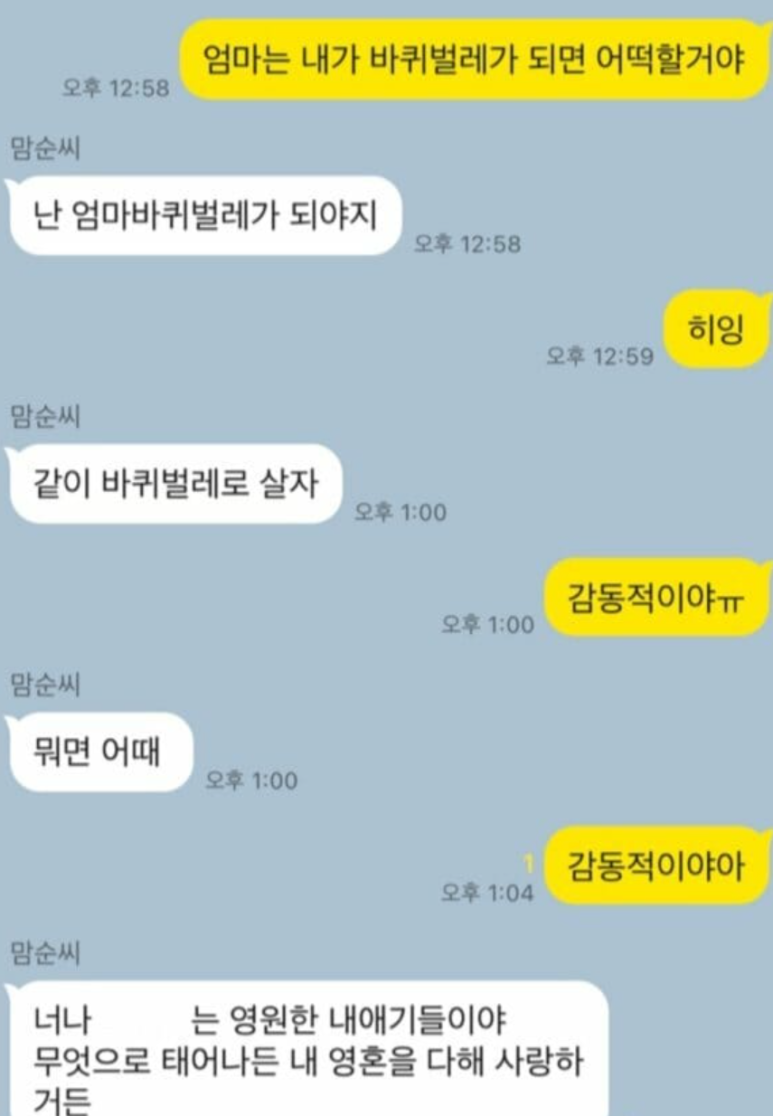 엄마는 내가 바퀴벌레가 되면 어떡할거야
오후 12:58
맘순씨
난 엄마바퀴벌레가 되야지
오후 12:58
히잉
오후 12:59
맘순씨
같이 바퀴벌레로 살자
오후 1:00
감동적이야ㅠ
오후 1:00
맘순씨
뭐면 어때
오후 1:00
1
감동적이야아
오후 1:04
맘순씨
너나 는 영원한 내애기들이야
무엇으로 태어나든 내 영혼을 다해 사랑하
거든